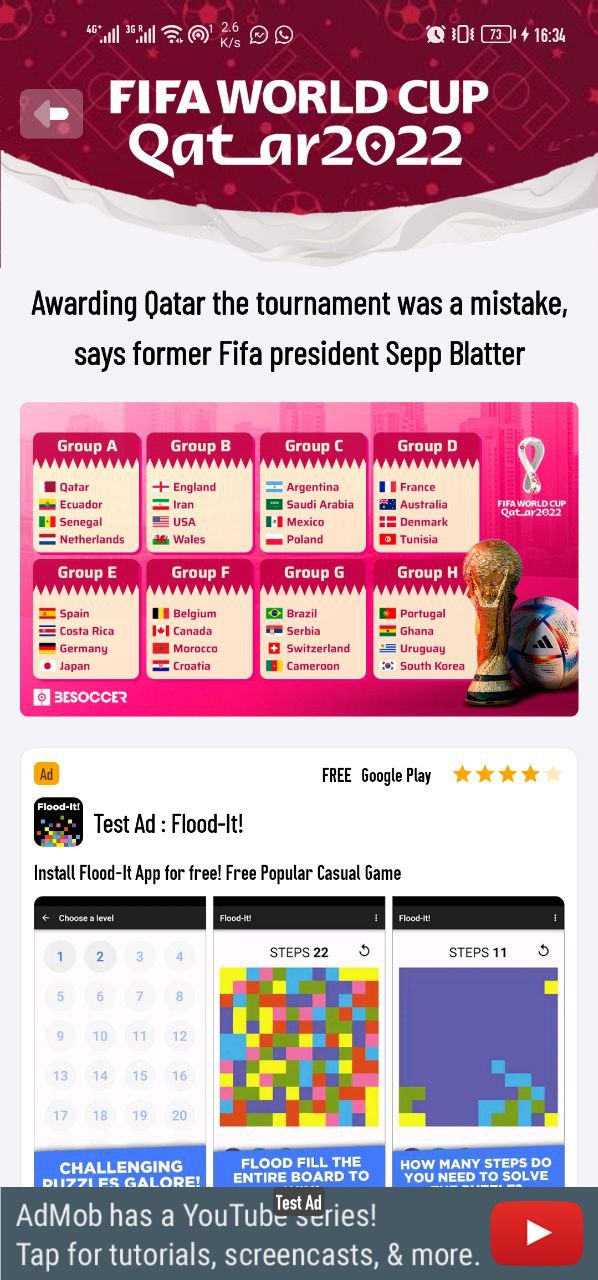 4G+ 3G R 1 2.6 K/s 73 16:34
FIFA WORLD CUP
Qatar2022
Awarding Qatar the tournament was a mistake,
says former Fifa president Sepp Blatter
Group A
Qatar
Ecuador
Senegal
Netherlands
Group B
England
Iran
USA
Wales
Group C
Argentina
Saudi Arabia
Mexico
Poland
Group D
France
Australia
Denmark
Tunisia
FIFA WORLD CUP
Qatar2022
Group E
Spain
Costa Rica
Germany
Japan
Group F
Belgium
Canada
Morocco
Croatia
Group G
Brazil
Serbia
Switzerland
Cameroon
Group H
Portugal
Ghana
Uruguay
South Korea
BESOCCER
Ad
FREE Google Play
Flood-It!
Test Ad : Flood-It!
Install Flood-It App for free! Free Popular Casual Game
Choose a level
1 2 3 4
5 6 7 8
9 10 11 12
13 14 15 16
17 18 19 20
CHALLENGING
PUZZLES GALORE!
Flood-It!
STEPS 22
FLOOD FILL THE
ENTIRE BOARD TO
Flood-It!
STEPS 11
HOW MANY STEPS DO
YOU NEED TO SOLVE
Test Ad
AdMob has a YouTube series!
Tap for tutorials, screencasts, & more.